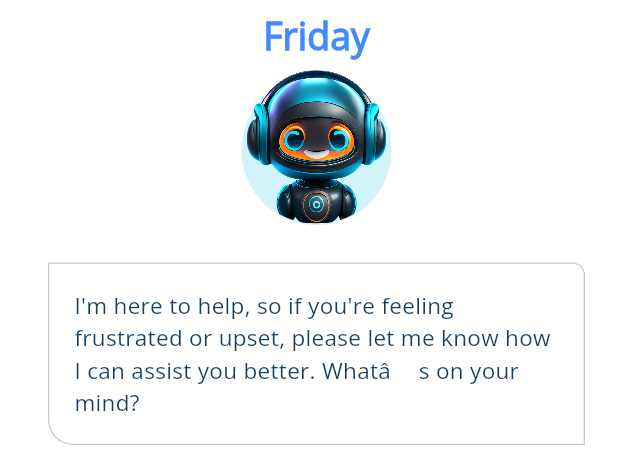 Friday
I'm here to help, so if you're feeling
frustrated or upset, please let me know how
I can assist you better. Whatâ s on your
mind?